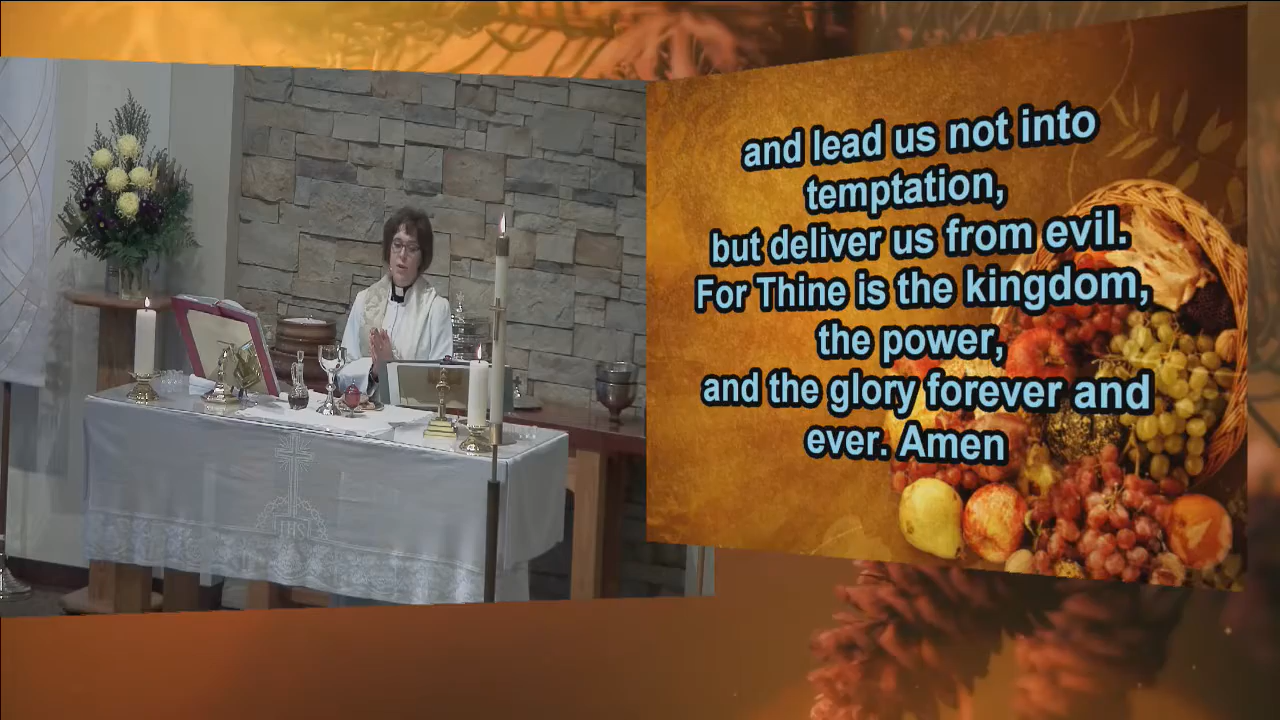 and lead us not into
temptation,
but deliver us from evil.
For Thine is the kingdom,
the power,
and the glory forever and
ever. Amen
IHS